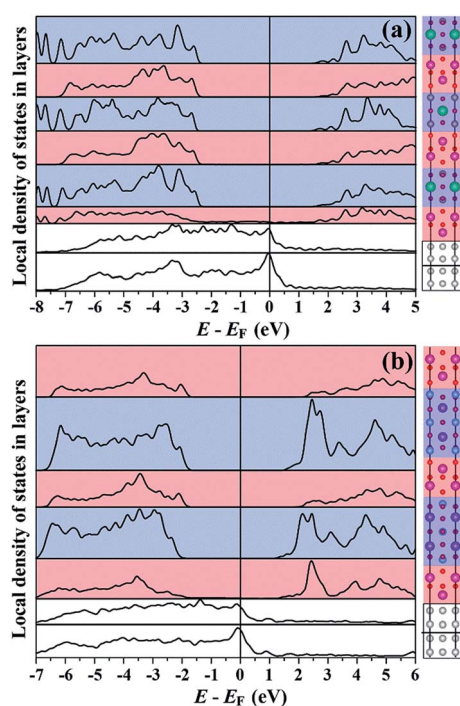 (a)
Local density of states in layers
-8 -7 -6 -5 -4 -3 -2 -1 0 1 2 3 4 5
E - EF (eV)
(b)
Local density of states in layers
-7 -6 -5 -4 -3 -2 -1 0 1 2 3 4 5 6
E - EF (eV)